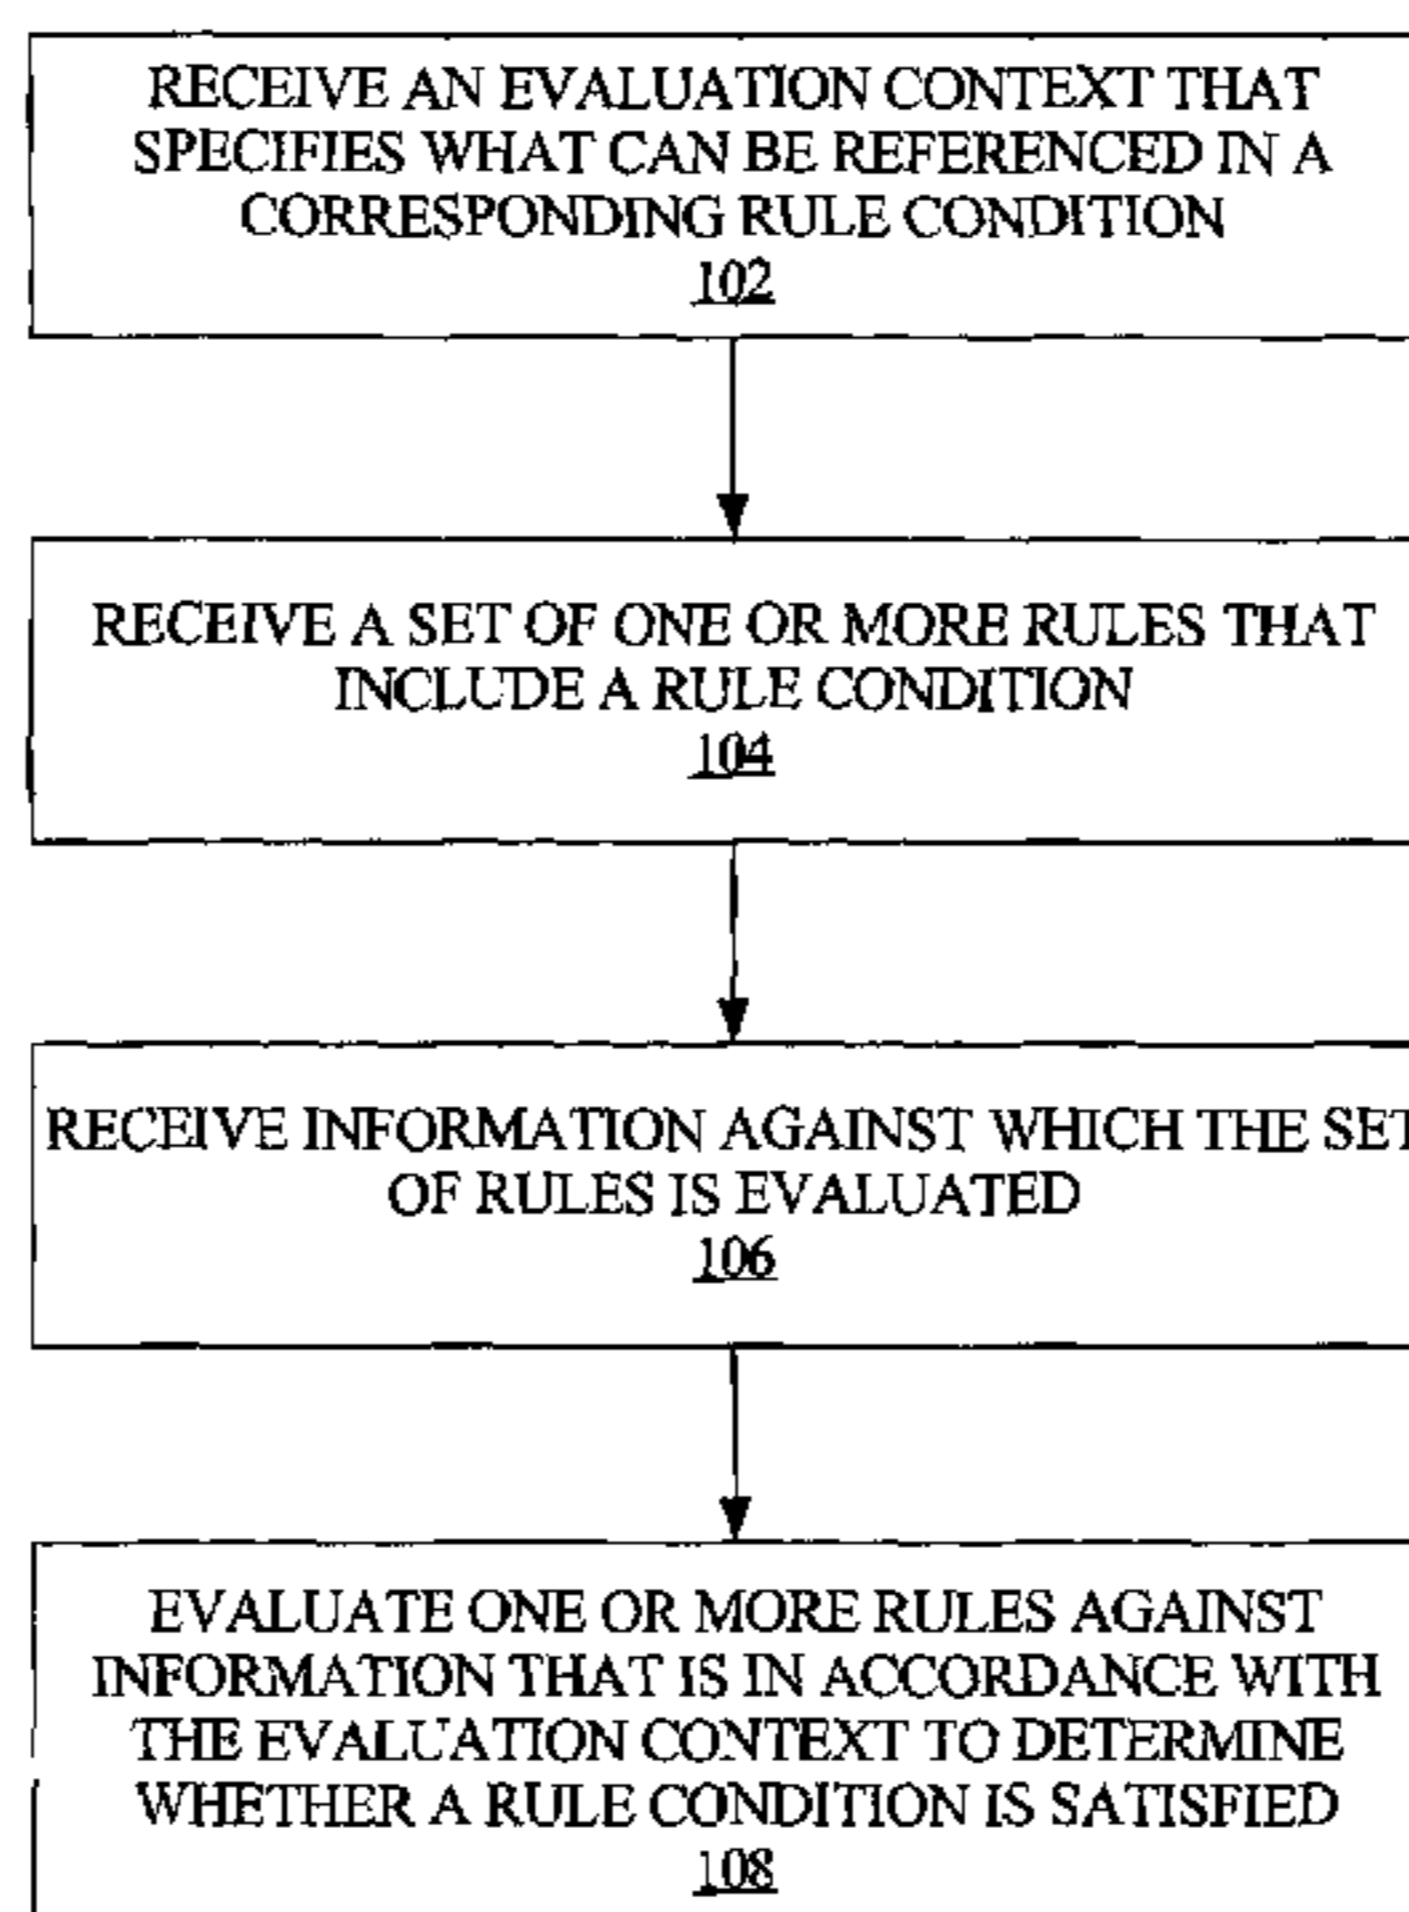 RECEIVE AN EVALUATION CONTEXT THAT
SPECIFIES WHAT CAN BE REFERENCED IN A
CORRESPONDING RULE CONDITION
102
RECEIVE A SET OF ONE OR MORE RULES THAT
INCLUDE A RULE CONDITION
104
RECEIVE INFORMATION AGAINST WHICH THE SET
OF RULES IS EVALUATED
106
EVALUATE ONE OR MORE RULES AGAINST
INFORMATION THAT IS IN ACCORDANCE WITH
THE EVALUATION CONTEXT TO DETERMINE
WHETHER A RULE CONDITION IS SATISFIED
108